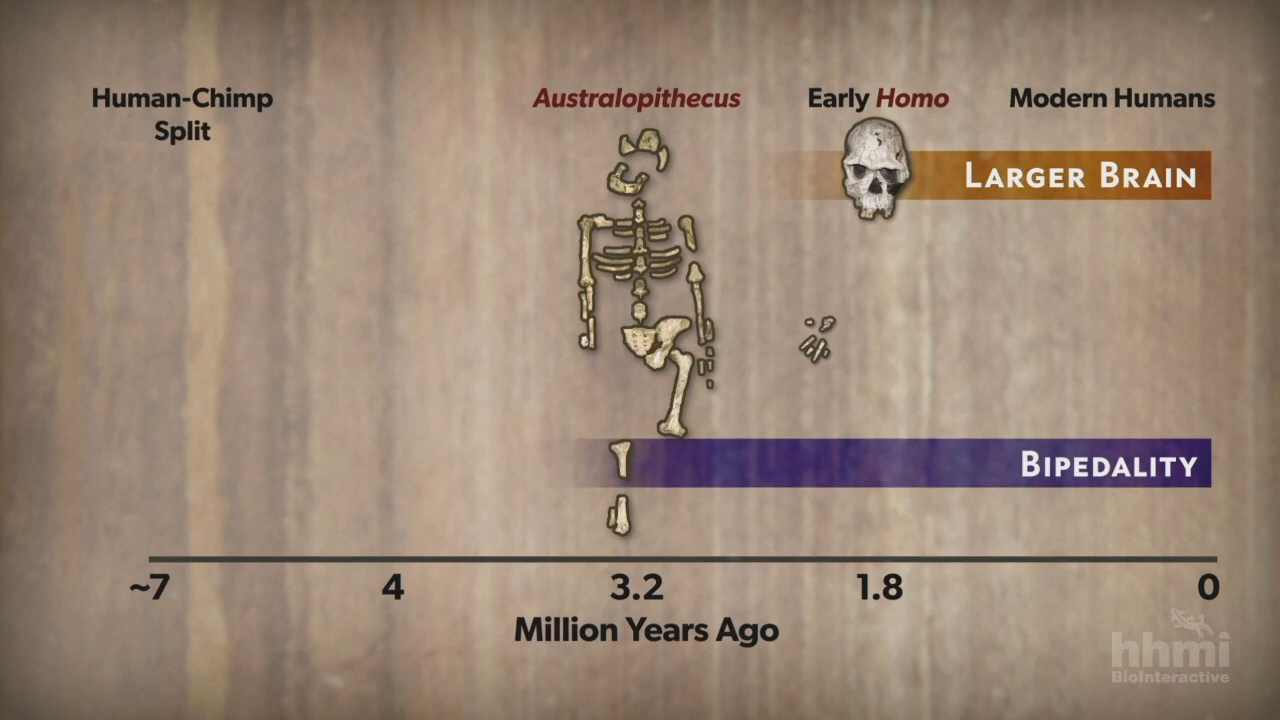 Human-Chimp
Split
Australopithecus
Early Homo
Modern Humans
LARGER BRAIN
BIPEDALITY
~7
4
3.2
1.8
0
Million Years Ago
hhmi
BioInteractive